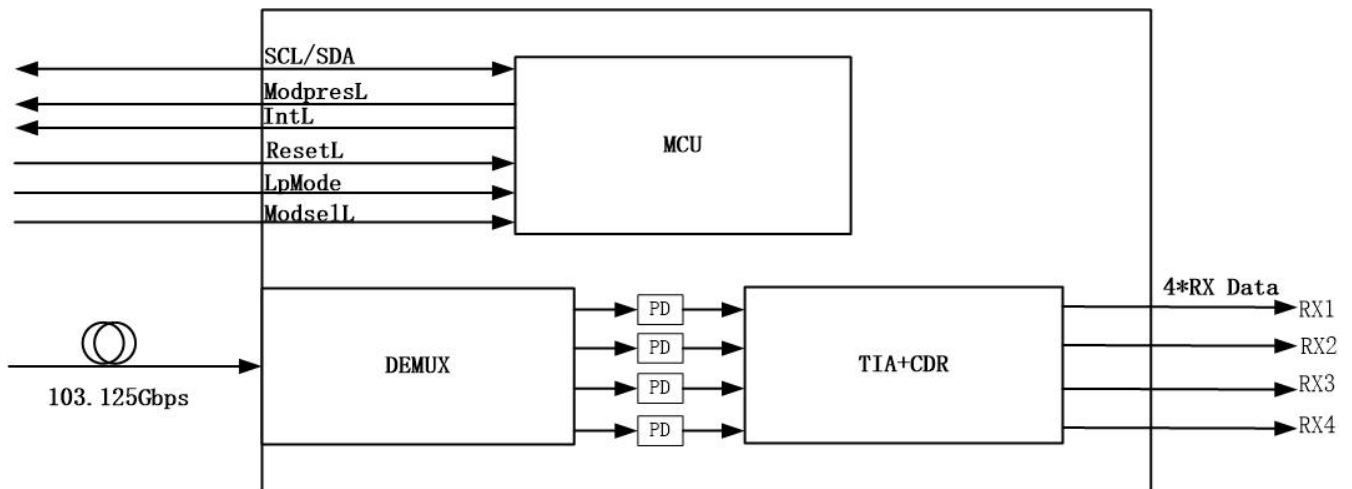 SCL/SDA
ModpresL
IntL
ResetL
LpMode
ModselL
MCU
4*RX Data
PD
RX1
PD
RX2
DEMUX
TIA+CDR
PD
RX3
103.125Gbps
PD
RX4